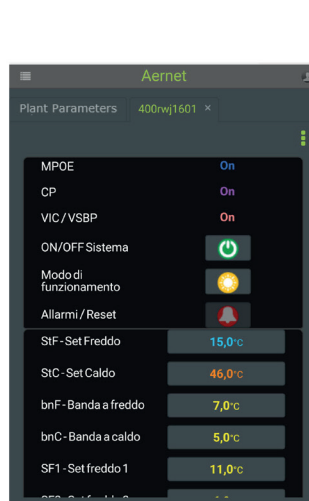 Aernet
Plant Parameters 400rwj1601 ×
MPOE On
CP On
VIC/VSBP On
ON/OFF Sistema
Modo di
funzionamento
Allarmi/Reset
StF-Set Freddo 15,0°C
StC-Set Caldo 46,0°C
bnF-Banda a freddo 7,0°C
bnC-Banda a caldo 5,0°C
SF1-Set freddo 1 11,0°C